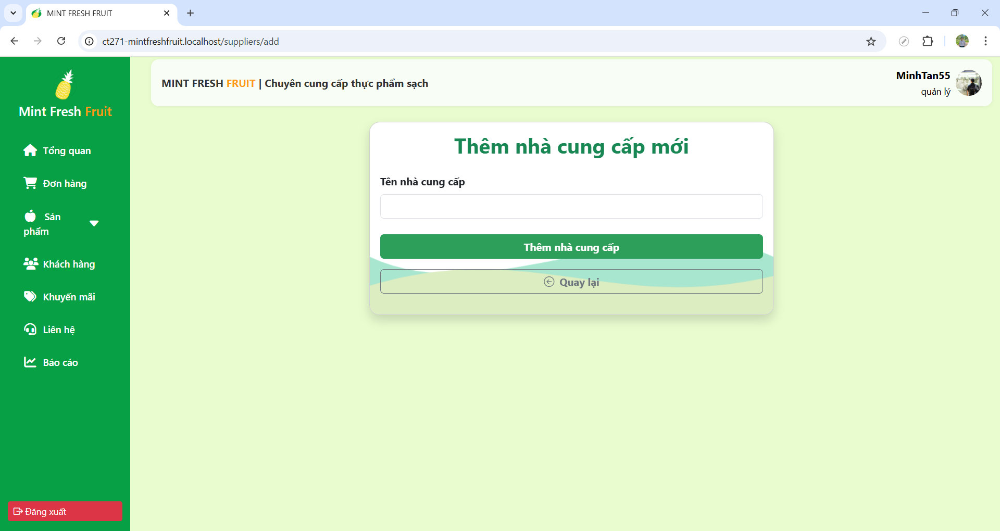 MINT FRESH FRUIT
ct271-mintfreshfruit.localhost/suppliers/add
Mint Fresh Fruit
Tổng quan
Đơn hàng
Sản
phẩm
Khách hàng
Khuyến mãi
Liên hệ
Báo cáo
Đăng xuất
MINT FRESH FRUIT | Chuyên cung cấp thực phẩm sạch
MinhTan55
quản lý
Thêm nhà cung cấp mới
Tên nhà cung cấp
Thêm nhà cung cấp
Quay lại